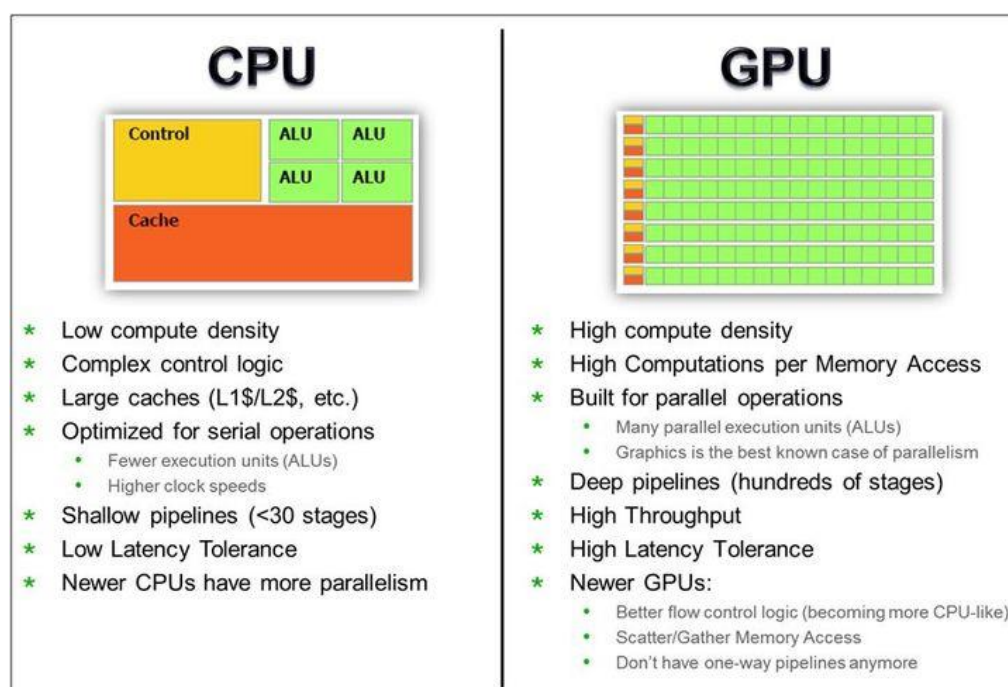 CPU
Control
ALU
ALU
ALU
ALU
Cache
* Low compute density
* Complex control logic
* Large caches (L1$/L2$, etc.)
* Optimized for serial operations
• Fewer execution units (ALUs)
• Higher clock speeds
* Shallow pipelines (<30 stages)
* Low Latency Tolerance
* Newer CPUs have more parallelism
GPU
* High compute density
* High Computations per Memory Access
* Built for parallel operations
• Many parallel execution units (ALUs)
• Graphics is the best known case of parallelism
* Deep pipelines (hundreds of stages)
* High Throughput
* High Latency Tolerance
* Newer GPUs:
• Better flow control logic (becoming more CPU-like)
• Scatter/Gather Memory Access
• Don't have one-way pipelines anymore